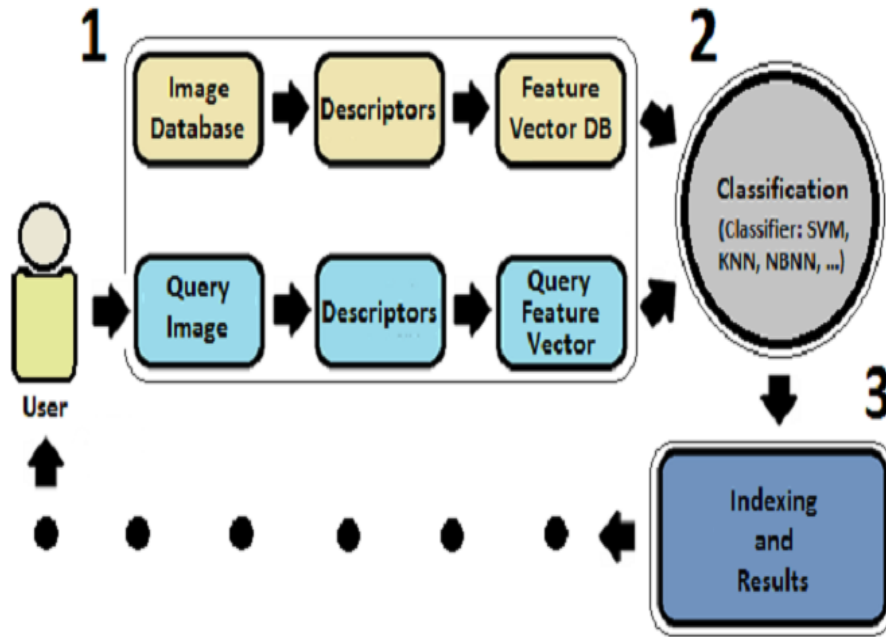 1
2
Image
Database
Descriptors
Feature
Vector DB
Classification
(Classifier: SVM,
KNN, NBNN, ...)
Query
Image
Descriptors
Query
Feature
Vector
User
3
Indexing
and
Results